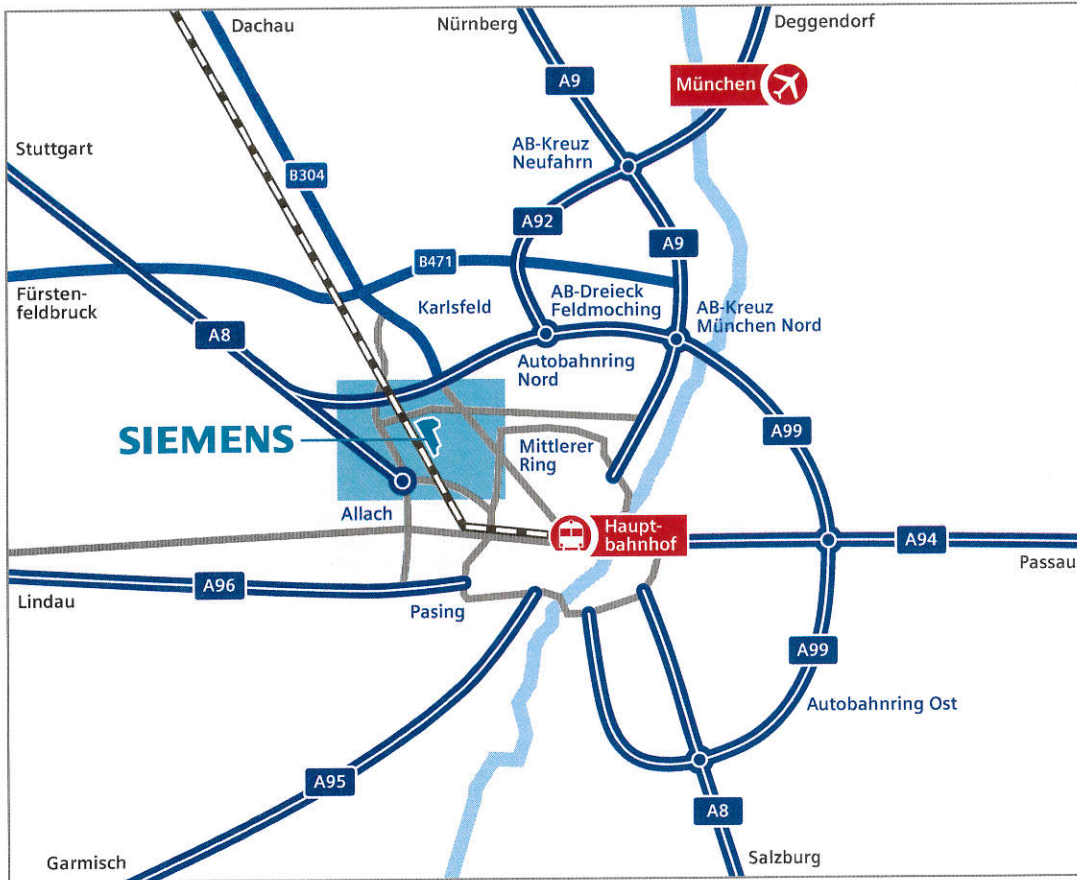 Dachau
Nürnberg
Deggendorf
A9
München
Stuttgart
AB-Kreuz
Neufahrn
B304
A92
A9
B471
Fürsten-
feldbruck
Karlsfeld
AB-Dreieck
Feldmoching
AB-Kreuz
München Nord
A8
Autobahnring
Nord
A99
SIEMENS
Mittlerer
Ring
Allach
Haupt-
bahnhof
A94
Passau
A96
Lindau
Pasing
A99
Autobahnring Ost
A95
A8
Garmisch
Salzburg